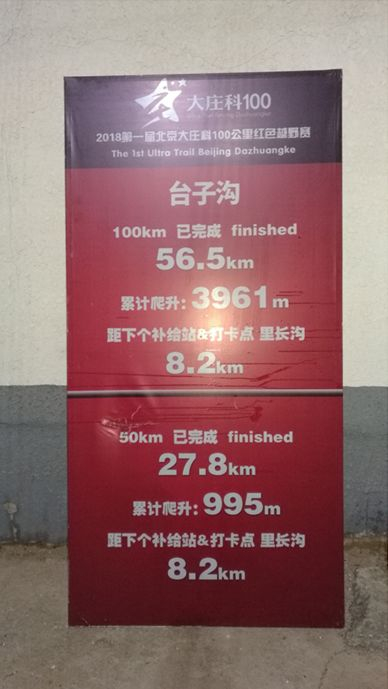 大庄科100
Ultra Trail Beijing Dazhuangke
2018第一届北京大庄科100公里红色越野赛
The 1st Ultra Trail Beijing Dazhuangke
台子沟
100km 已完成 finished
56.5km
累计爬升: 3961m
距下个补给站&打卡点 里长沟
8.2km
50km 已完成 finished
27.8km
累计爬升: 995m
距下个补给站&打卡点 里长沟
8.2km